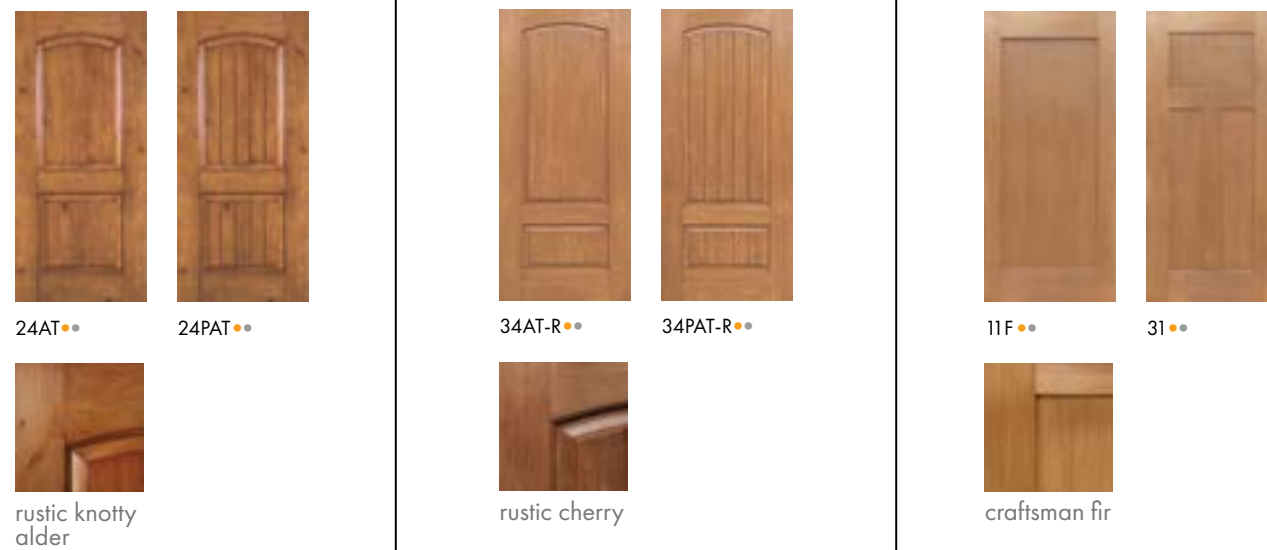 24AT
24PAT
rustic knotty
alder
34AT-R
34PAT-R
rustic cherry
11F
31
craftsman fir